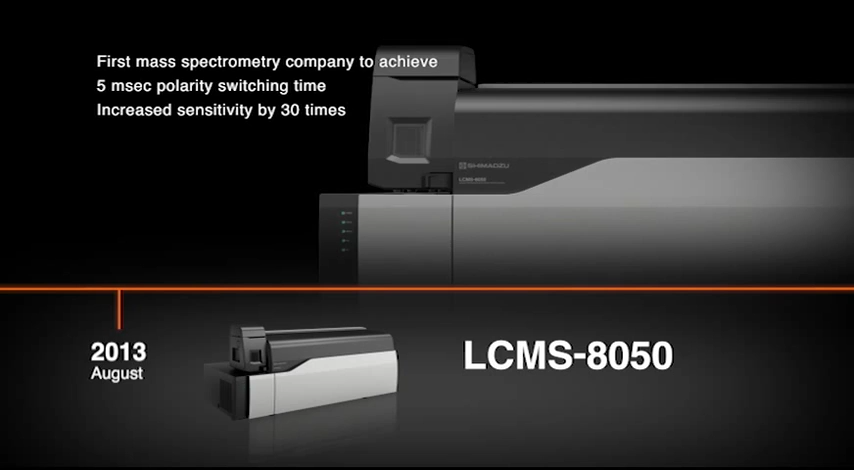 First mass spectrometry company to achieve
5 msec polarity switching time
Increased sensitivity by 30 times
SHIMADZU
LCMS-8050
2013
August
LCMS-8050